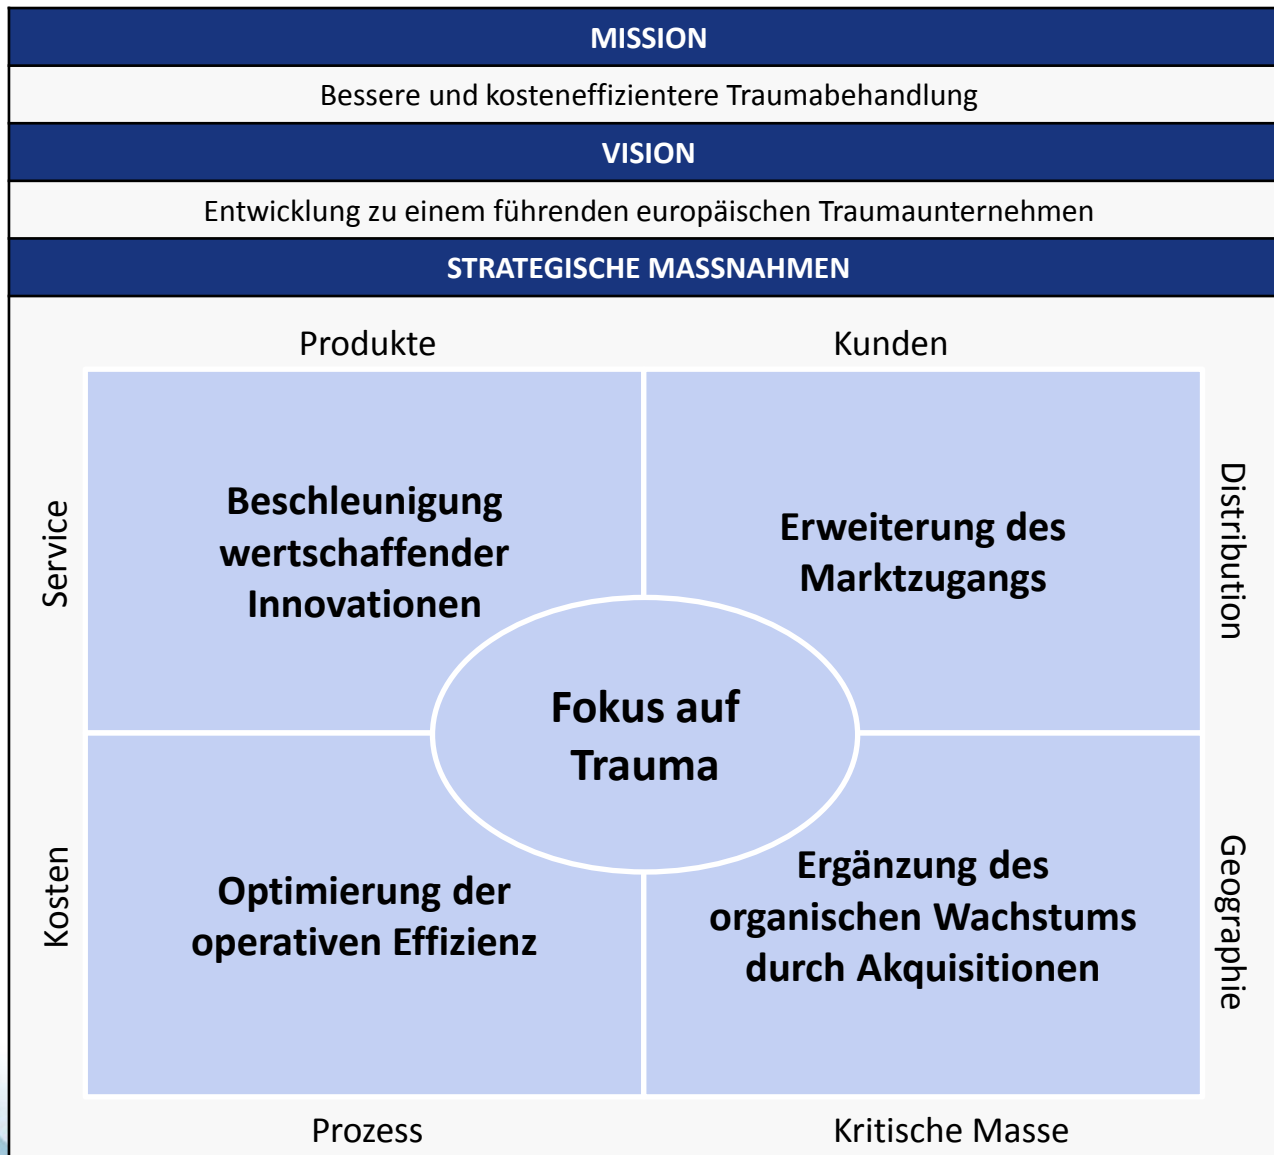 MISSION
Bessere und kosteneffizientere Traumabehandlung
VISION
Entwicklung zu einem führenden europäischen Traumaunternehmen
STRATEGISCHE MASSNAHMEN
Produkte
Kunden
Service
Beschleunigung
wertschaffender
Innovationen
Erweiterung des
Marktzugangs
Distribution
Fokus auf
Trauma
Kosten
Optimierung der
operativen Effizienz
Ergänzung des
organischen Wachstums
durch Akquisitionen
Geographie
Prozess
Kritische Masse